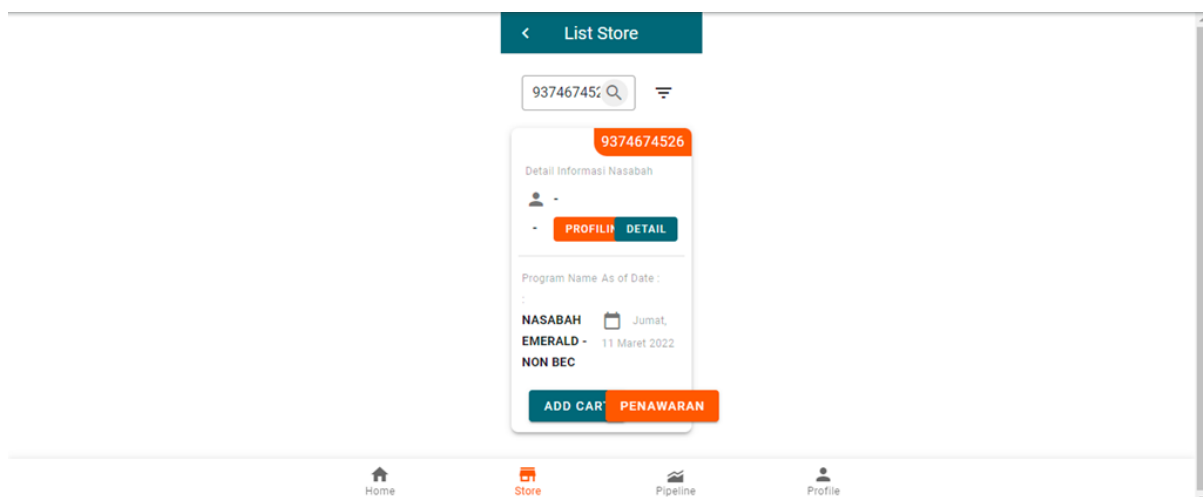 List Store
937467452
9374674526
Detail Informasi Nasabah
-
- PROFILIN DETAIL
Program Name As of Date :
:
NASABAH Jumat,
EMERALD - 11 Maret 2022
NON BEC
ADD CART PENAWARAN
Home Store Pipeline Profile